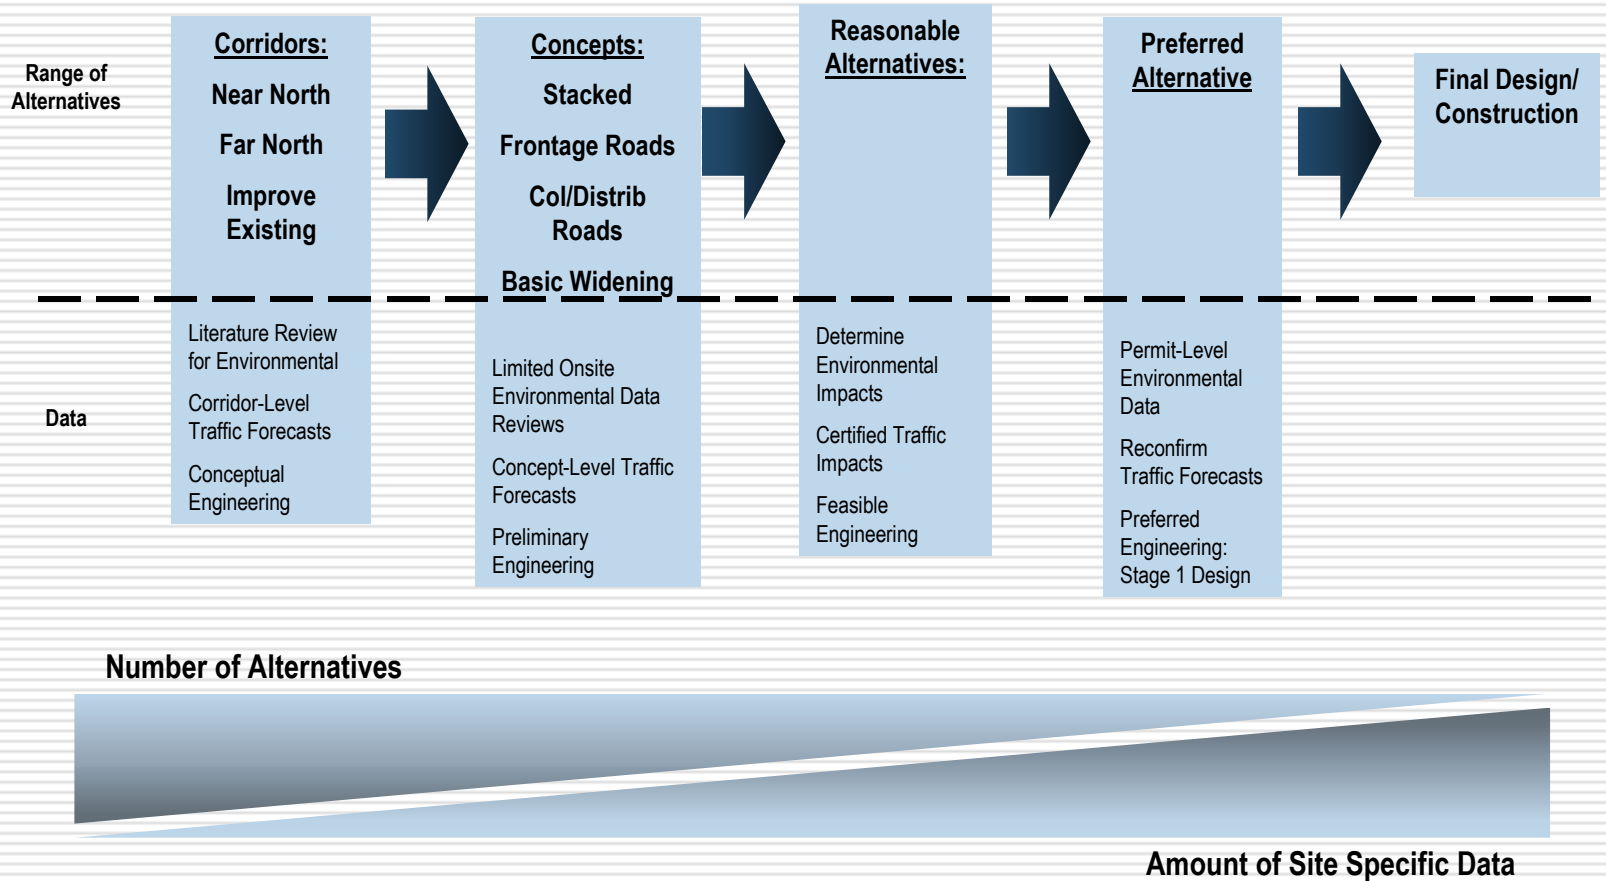 Range of
Alternatives
Corridors:
Near North
Far North
Improve
Existing
Concepts:
Stacked
Frontage Roads
Col/Distrib
Roads
Basic Widening
Reasonable
Alternatives:
Preferred
Alternative
Final Design/
Construction
Data
Literature Review
for Environmental
Corridor-Level
Traffic Forecasts
Conceptual
Engineering
Limited Onsite
Environmental Data
Reviews
Concept-Level Traffic
Forecasts
Preliminary
Engineering
Determine
Environmental
Impacts
Certified Traffic
Impacts
Feasible
Engineering
Permit-Level
Environmental
Data
Reconfirm
Traffic Forecasts
Preferred
Engineering:
Stage 1 Design
Number of Alternatives
Amount of Site Specific Data